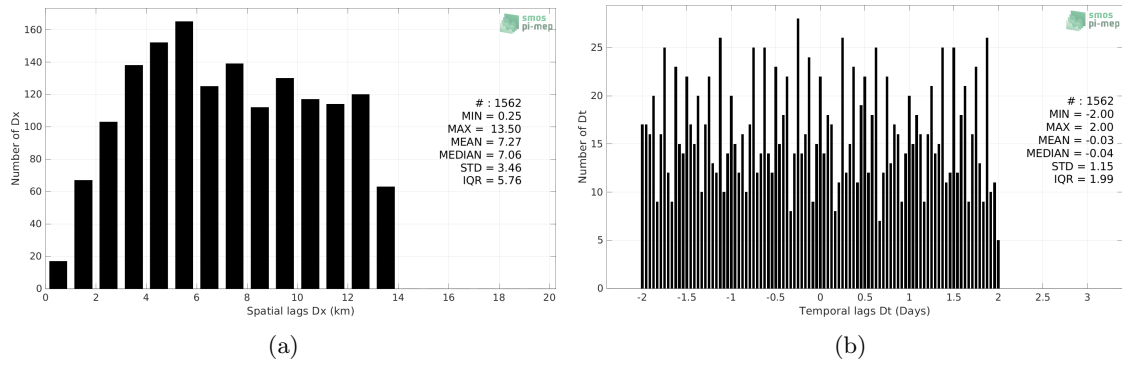 smos
pi-mep
160
140
120
100
80
60
40
20
0
Number of Dx
# : 1562
MIN = 0.25
MAX = 13.50
MEAN = 7.27
MEDIAN = 7.06
STD = 3.46
IQR = 5.76
0 2 4 6 8 10 12 14 16 18 20
Spatial lags Dx (km)
(a)
smos
pi-mep
25
20
15
10
5
0
Number of Dt
# : 1562
MIN = -2.00
MAX = 2.00
MEAN = -0.03
MEDIAN = -0.04
STD = 1.15
IQR = 1.99
-2 -1.5 -1 -0.5 0 0.5 1 1.5 2 2.5 3
Temporal lags Dt (Days)
(b)